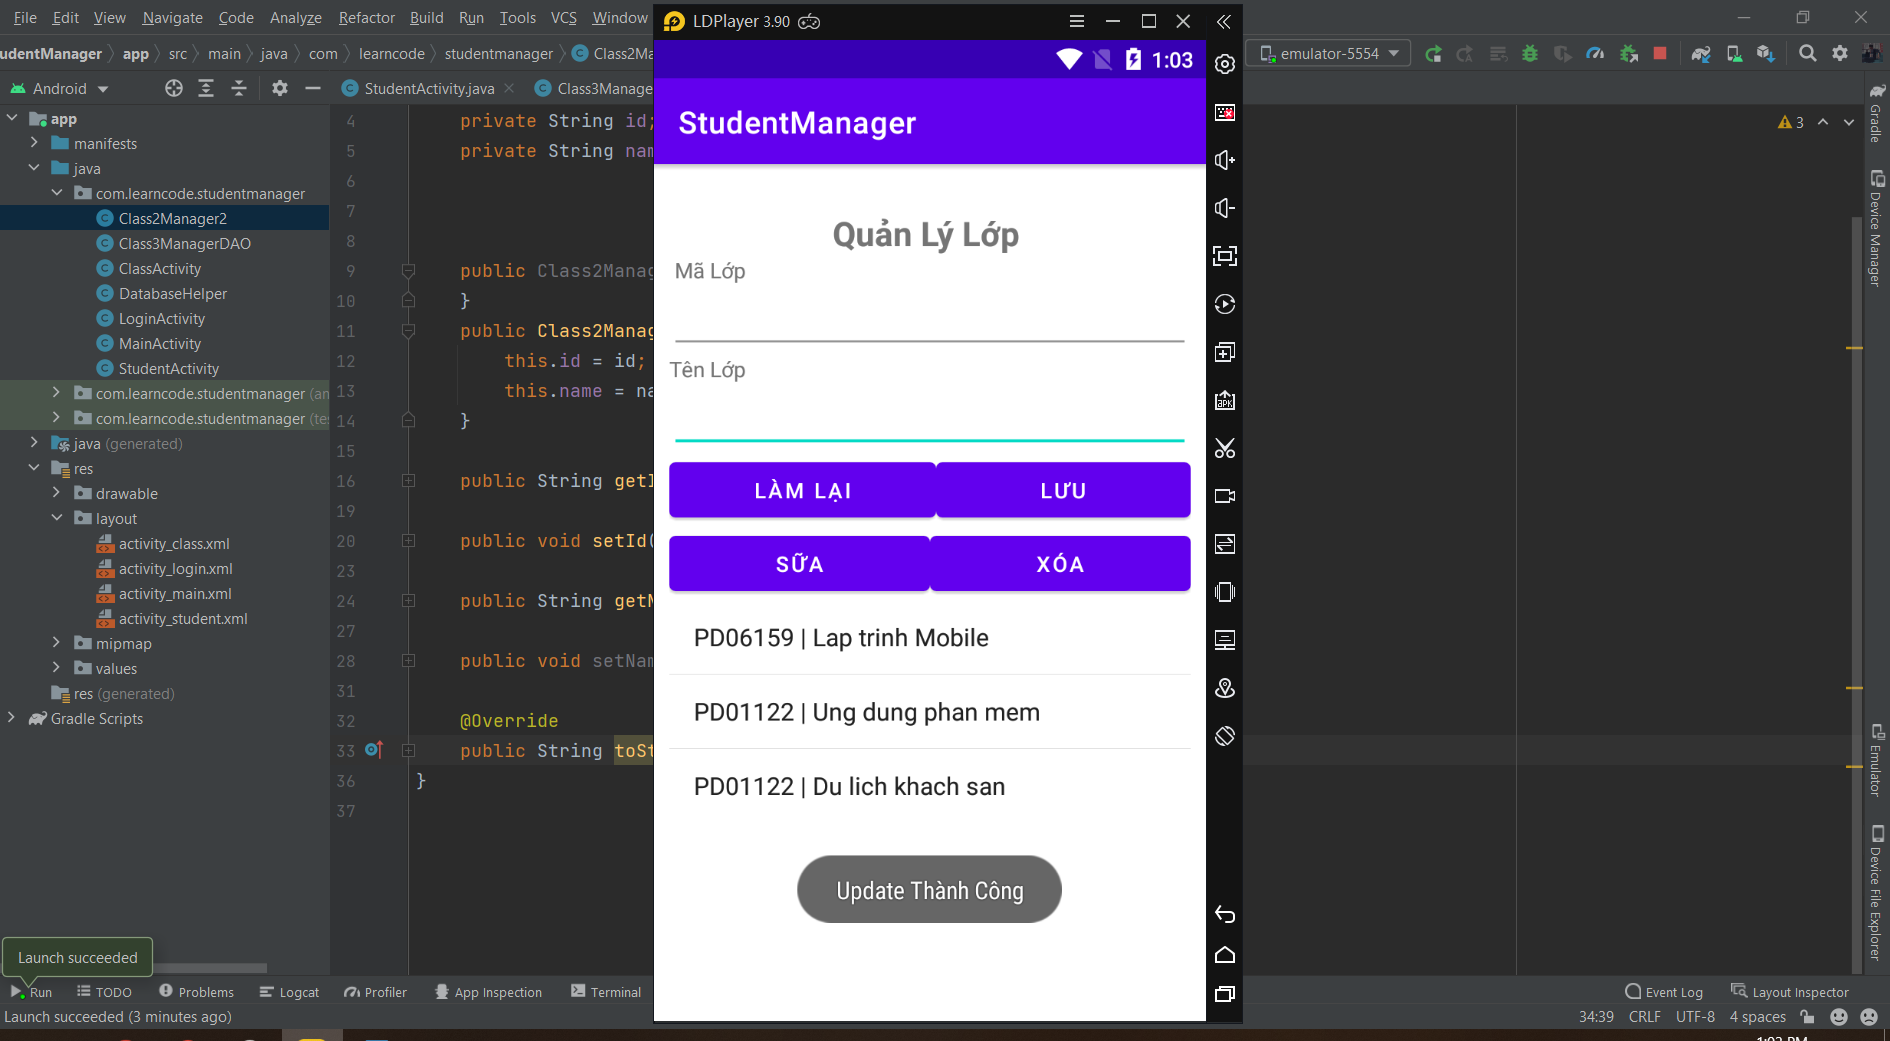 File Edit View Navigate Code Analyze Refactor Build Run Tools VCS Window
udentManager app src main java com learncode studentmanager Class2Ma
emulator-5554
Android
StudentActivity.java
Class3Manage
app
manifests
java
com.learncode.studentmanager
Class2Manager2
Class3ManagerDAO
ClassActivity
DatabaseHelper
LoginActivity
MainActivity
StudentActivity
com.learncode.studentmanager (an
com.learncode.studentmanager (te
java (generated)
res
drawable
layout
activity_class.xml
activity_login.xml
activity_main.xml
activity_student.xml
mipmap
values
res (generated)
Gradle Scripts
4 private String id;
5 private String nam
6
7
8
9 public Class2Manag
10 }
11 public Class2Manag
12 this.id = id;
13 this.name = na
14 }
15
16 public String getI
19
20 public void setId(
23
24 public String getN
27
28 public void setNam
31
32 @Override
33 public String toSt
36 }
37
LDPlayer 3.90
1:03
StudentManager
Quản Lý Lớp
Mã Lớp
Tên Lớp
LÀM LẠI LƯU
SỮA XÓA
PD06159 | Lap trinh Mobile
PD01122 | Ung dung phan mem
PD01122 | Du lich khach san
Update Thành Công
APK
3
Gradle
Device Manager
Emulator
Device File Explorer
Launch succeeded
Run TODO Problems Logcat Profiler App Inspection Terminal
Event Log Layout Inspector
Launch succeeded (3 minutes ago)
34:39 CRLF UTF-8 4 spaces